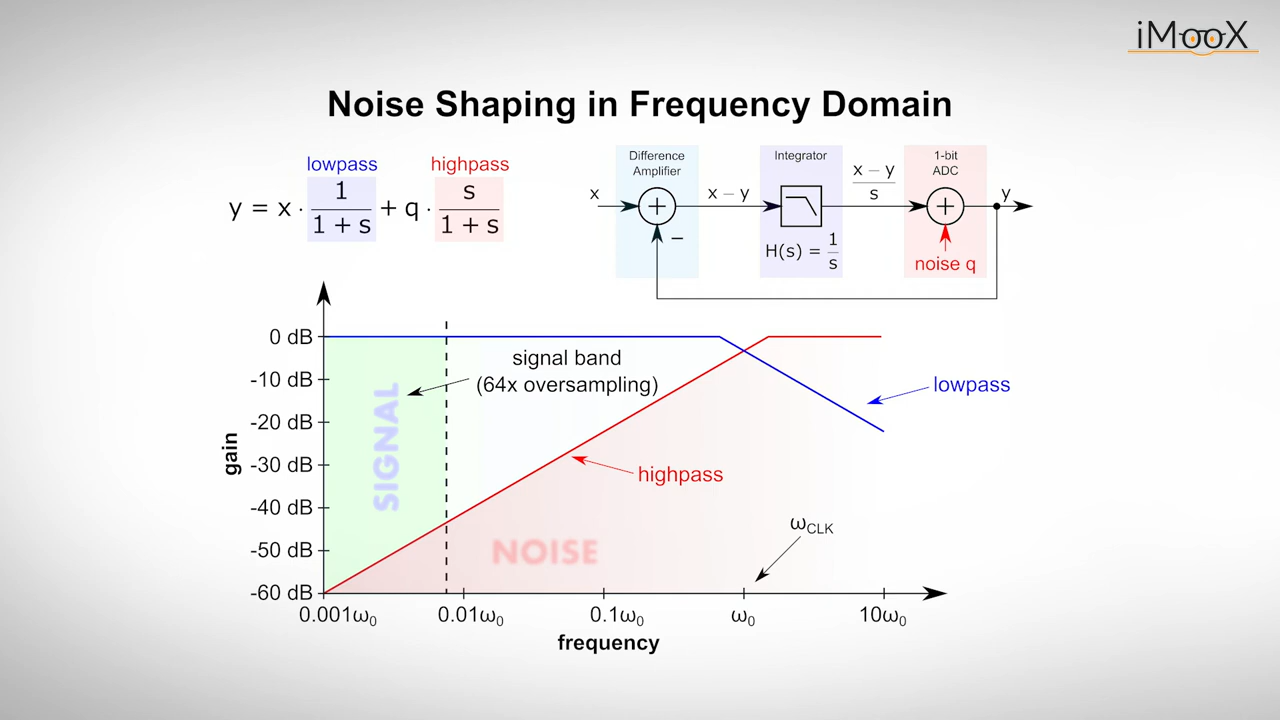 iMooX
Noise Shaping in Frequency Domain
lowpass highpass
y = x · 1/(1 + s) + q · s/(1 + s)
Difference
Amplifier
Integrator
1-bit
ADC
x
x – y
x – y
s
y
+
+
–
H(s) = 1/s
noise q
0 dB
-10 dB
-20 dB
-30 dB
-40 dB
-50 dB
-60 dB
gain
signal band
(64x oversampling)
SIGNAL
lowpass
highpass
NOISE
ωCLK
0.001ω0 0.01ω0 0.1ω0 ω0 10ω0
frequency